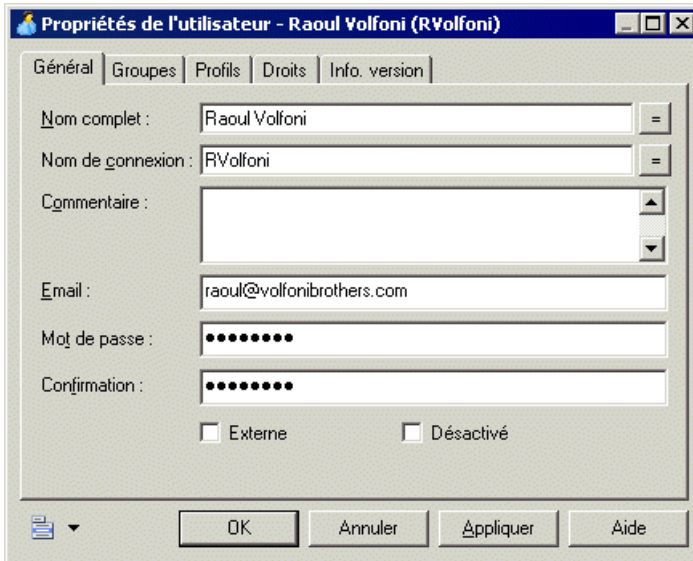 Propriétés de l'utilisateur - Raoul Volfoni (RVolfoni)
Général Groupes Profils Droits Info. version
Nom complet : Raoul Volfoni =
Nom de connexion : RVolfoni =
Commentaire :
Email : raoul@volfonibrothers.com
Mot de passe : ●●●●●●●●
Confirmation : ●●●●●●●●
Externe Désactivé
OK Annuler Appliquer Aide